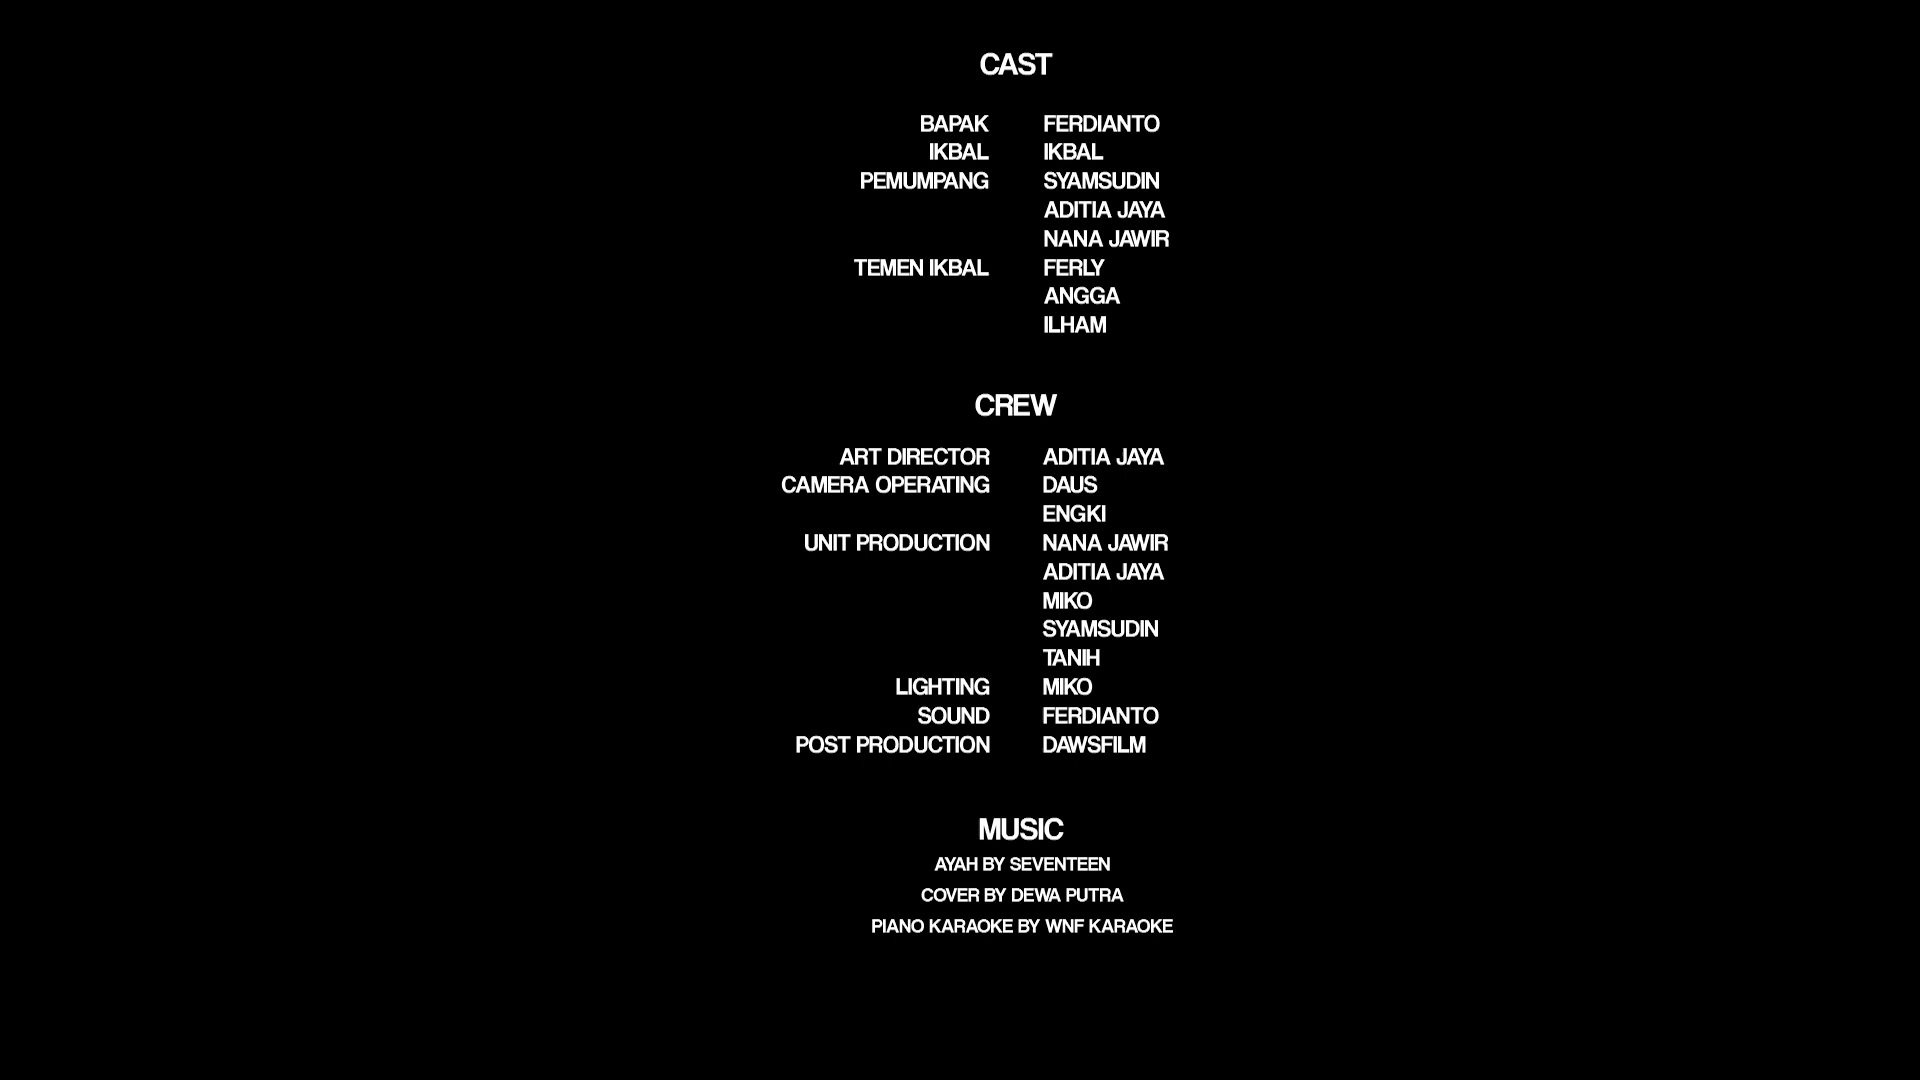 CAST
BAPAK FERDIANTO
IKBAL IKBAL
PEMUMPANG SYAMSUDIN
ADITIA JAYA
NANA JAWIR
TEMEN IKBAL FERLY
ANGGA
ILHAM
CREW
ART DIRECTOR ADITIA JAYA
CAMERA OPERATING DAUS
ENGKI
UNIT PRODUCTION NANA JAWIR
ADITIA JAYA
MIKO
SYAMSUDIN
TANIH
LIGHTING MIKO
SOUND FERDIANTO
POST PRODUCTION DAWSFILM
MUSIC
AYAH BY SEVENTEEN
COVER BY DEWA PUTRA
PIANO KARAOKE BY WNF KARAOKE